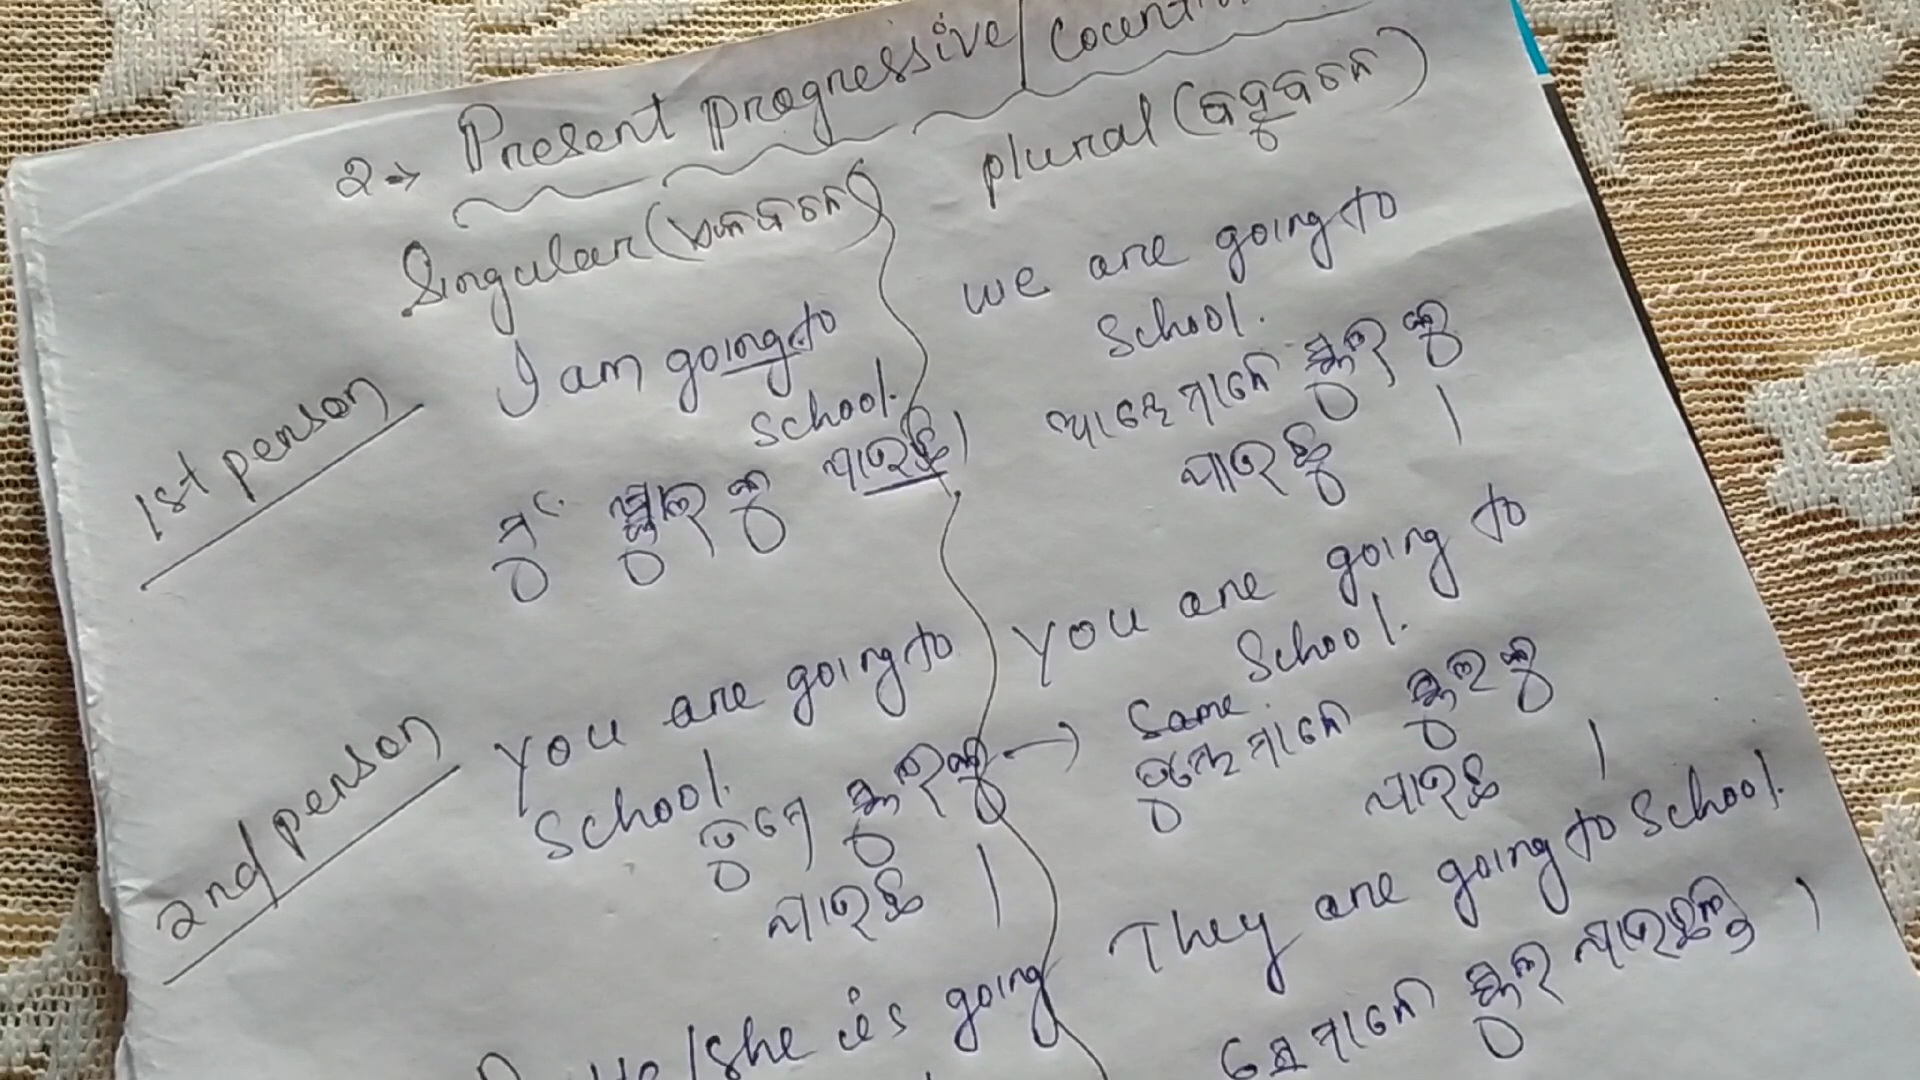 2→ Present progressive/
Singular (ଏକବଚନ)
plural (ବହୁବଚନ)
1st person
I am going to
school.
ମୁଁ ସ୍କୁଲକୁ ଯାଉଛି।
we are going to
School.
ଆମେମାନେ ସ୍କୁଲକୁ
ଯାଉଛୁ ।
2nd person
you are going to
School.
ତୁମେ ସ୍କୁଲକୁ → Same.
ଯାଉଛ ।
you are going to
School.
ତୁମ୍ଭେମାନେ ସ୍କୁଲକୁ
ଯାଉଛ ।
/she is going
They are going to School.
ସେମାନେ ସ୍କୁଲ ଯାଉଛନ୍ତି ।